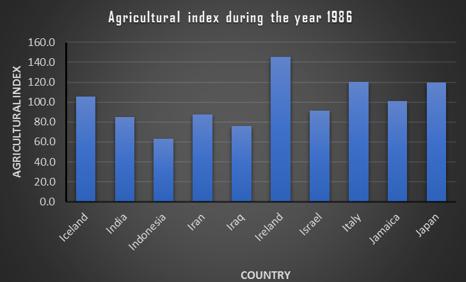 Agricultural index during the year 1986
AGRICULTURAL INDEX
160.0
140.0
120.0
100.0
80.0
60.0
40.0
20.0
0.0
Iceland
India
Indonesia
Iran
Iraq
Ireland
Israel
Italy
Jamaica
Japan
COUNTRY